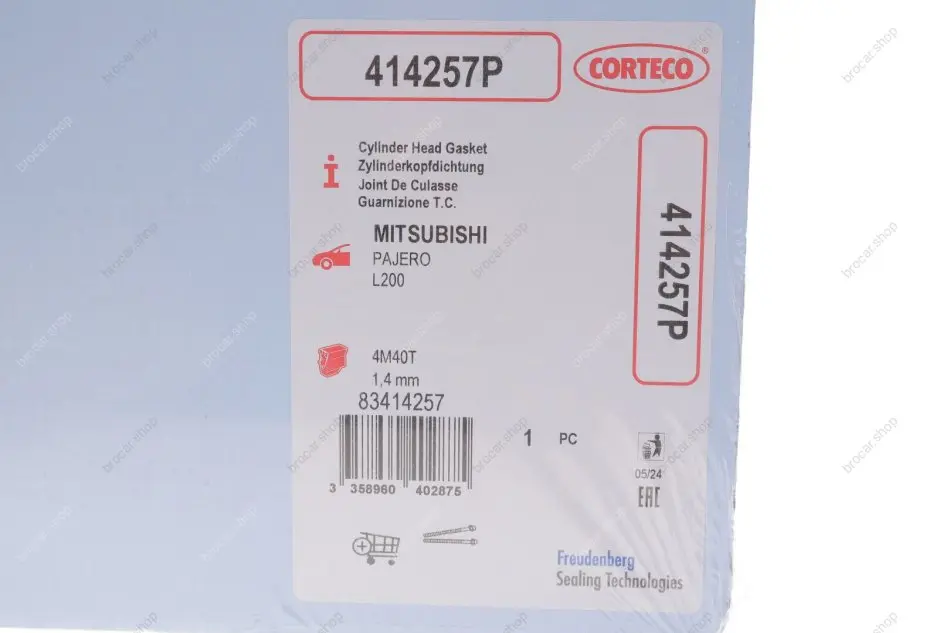 414257P
CORTECO®
Cylinder Head Gasket
Zylinderkopfdichtung
Joint De Culasse
Guarnizione T.C.
414257P
MITSUBISHI
PAJERO
L200
4M40T
1,4 mm
83414257
1 PC
3 358960 402875
05/24
EAC
Freudenberg
Sealing Technologies
brocar.shop